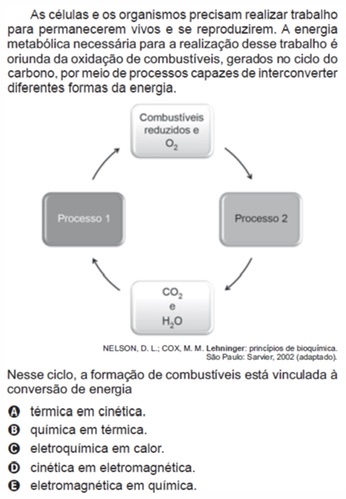 As células e os organismos precisam realizar trabalho
para permanecerem vivos e se reproduzirem. A energia
metabólica necessária para a realização desse trabalho é
oriunda da oxidação de combustíveis, gerados no ciclo do
carbono, por meio de processos capazes de interconverter
diferentes formas da energia.
Combustíveis
reduzidos e
O₂
Processo 1
Processo 2
CO₂
e
H₂O
NELSON, D. L.; COX, M. M. Lehninger: princípios de bioquímica.
São Paulo: Sarvier, 2002 (adaptado).
Nesse ciclo, a formação de combustíveis está vinculada à
conversão de energia
A térmica em cinética.
B química em térmica.
C eletroquímica em calor.
D cinética em eletromagnética.
E eletromagnética em química.